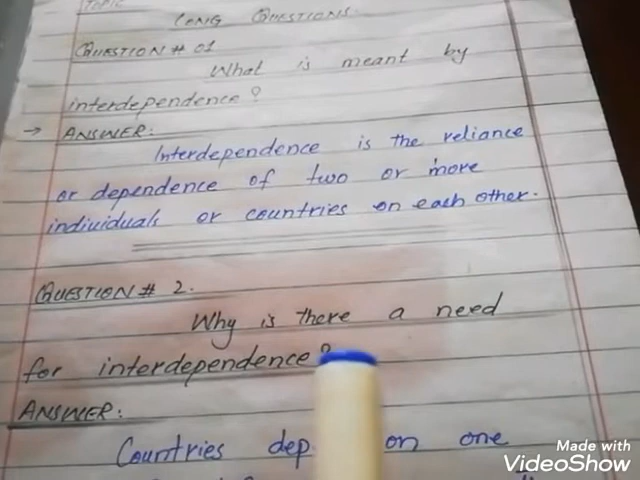 Topic
LONG QUESTIONS.
QUESTION # 01
What is meant by
interdependence?
→ ANSWER:
Interdependence is the reliance
or dependence of two or more
individuals or countries on each other.
QUESTION # 2.
Why is there a need
for interdependence?
ANSWER:
Countries dep on one
Made with
VideoShow